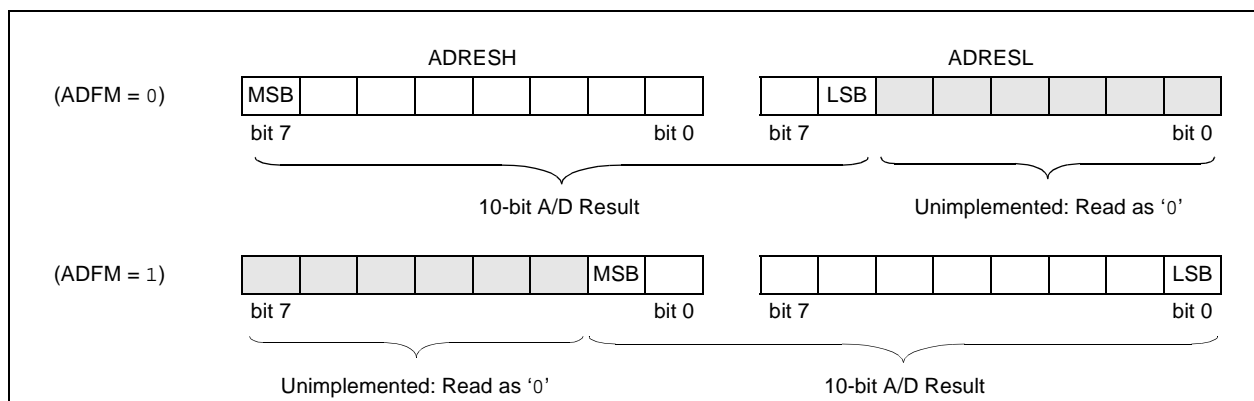 ADRESH ADRESL
(ADFM = 0) MSB LSB
bit 7 bit 0 bit 7 bit 0
10-bit A/D Result Unimplemented: Read as ‘0’
(ADFM = 1) MSB LSB
bit 7 bit 0 bit 7 bit 0
Unimplemented: Read as ‘0’ 10-bit A/D Result